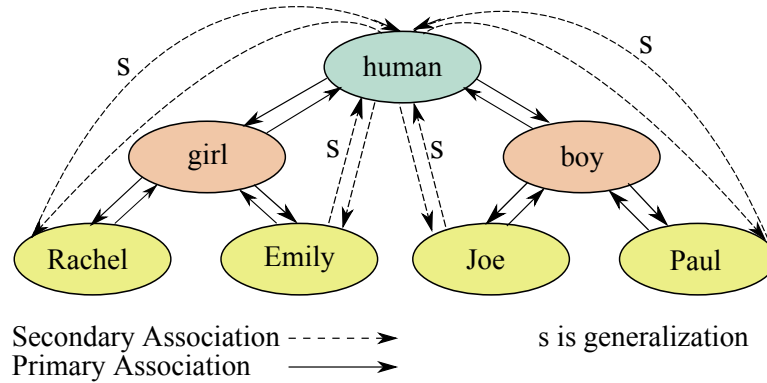 human
s
s
girl
s
s
boy
Rachel
Emily
Joe
Paul
Secondary Association
s is generalization
Primary Association